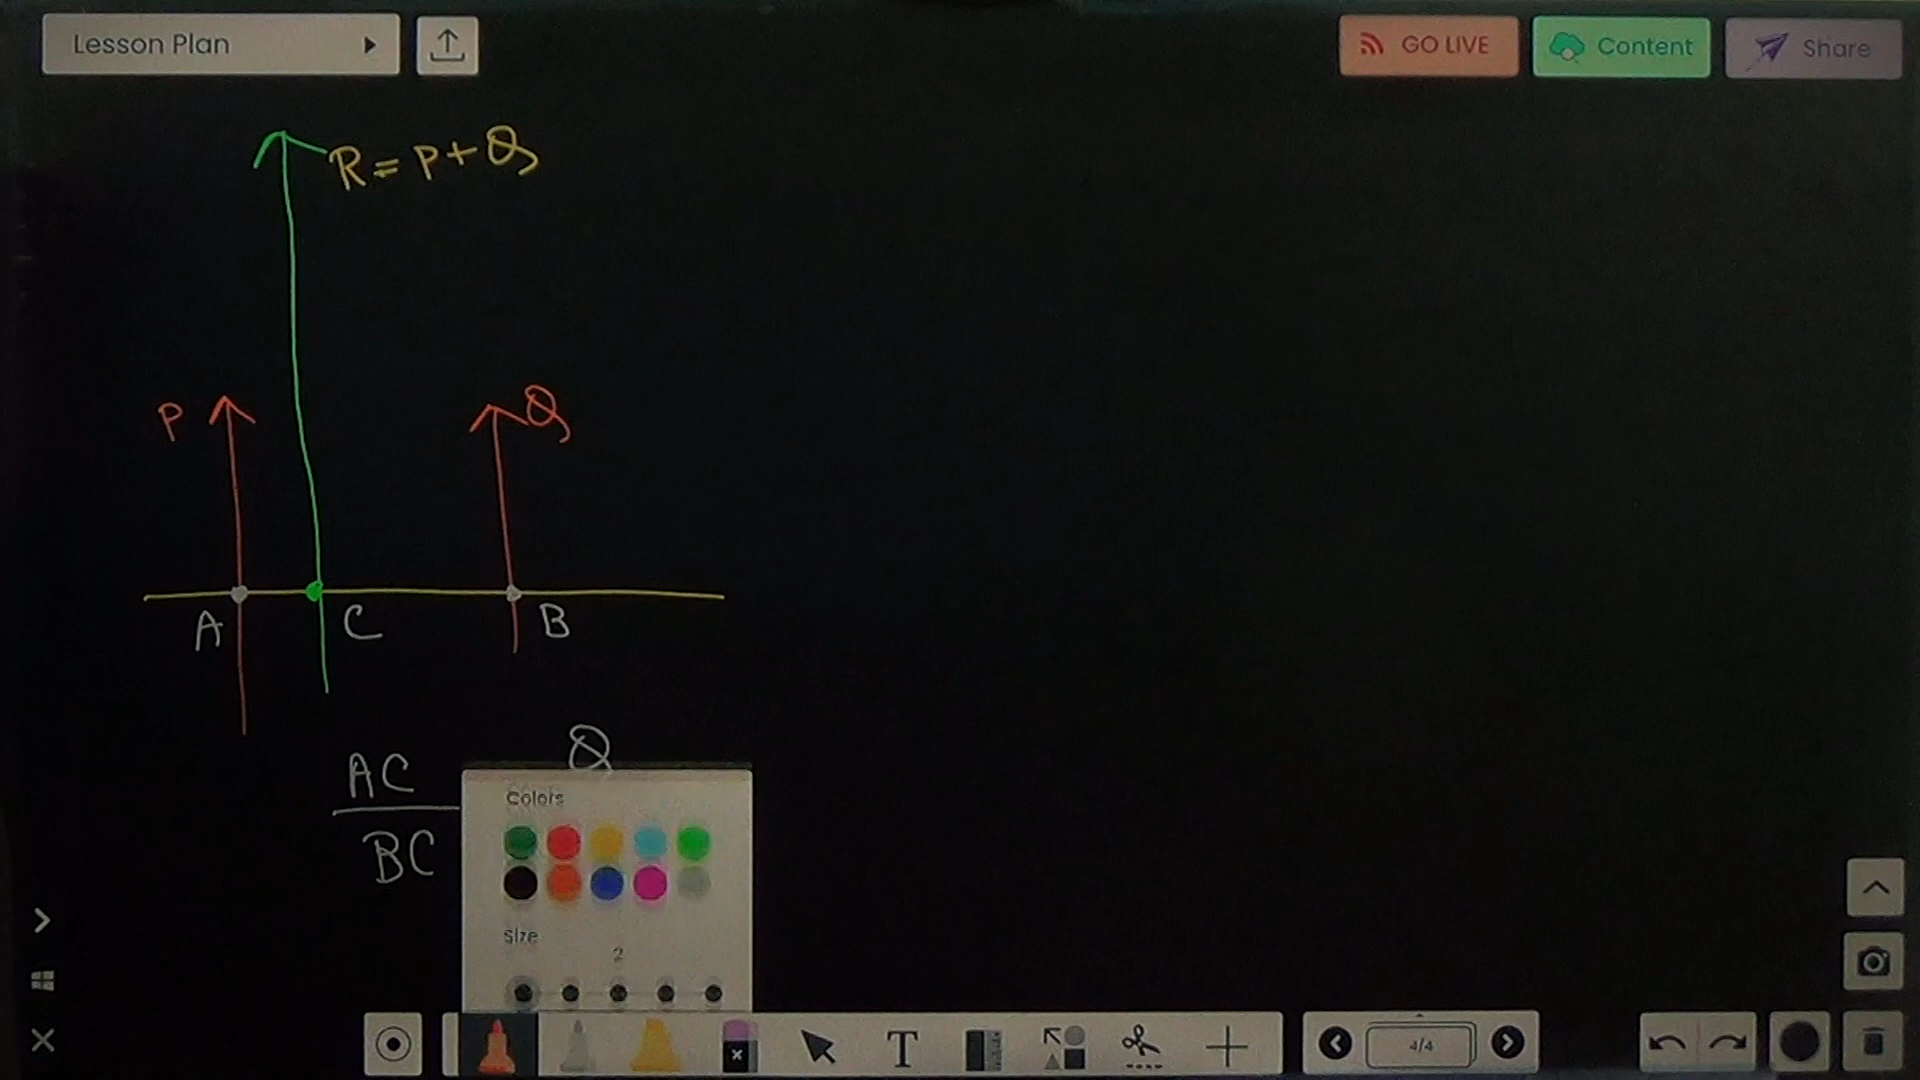 Lesson Plan
GO LIVE
Content
Share
R = P + Q
P
Q
A
C
B
AC
BC
Q
Colors
Size
2
T
4/4